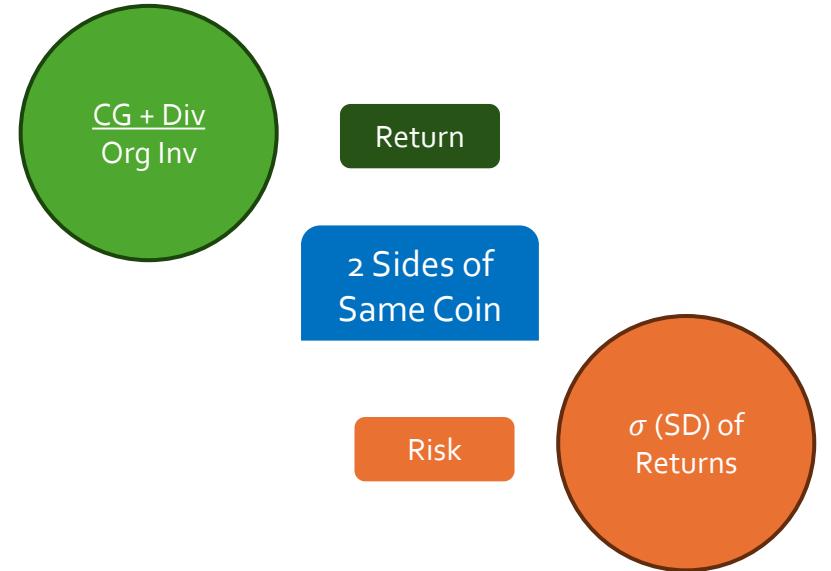 CG + Div
Org Inv
Return
2 Sides of
Same Coin
Risk
σ (SD) of
Returns